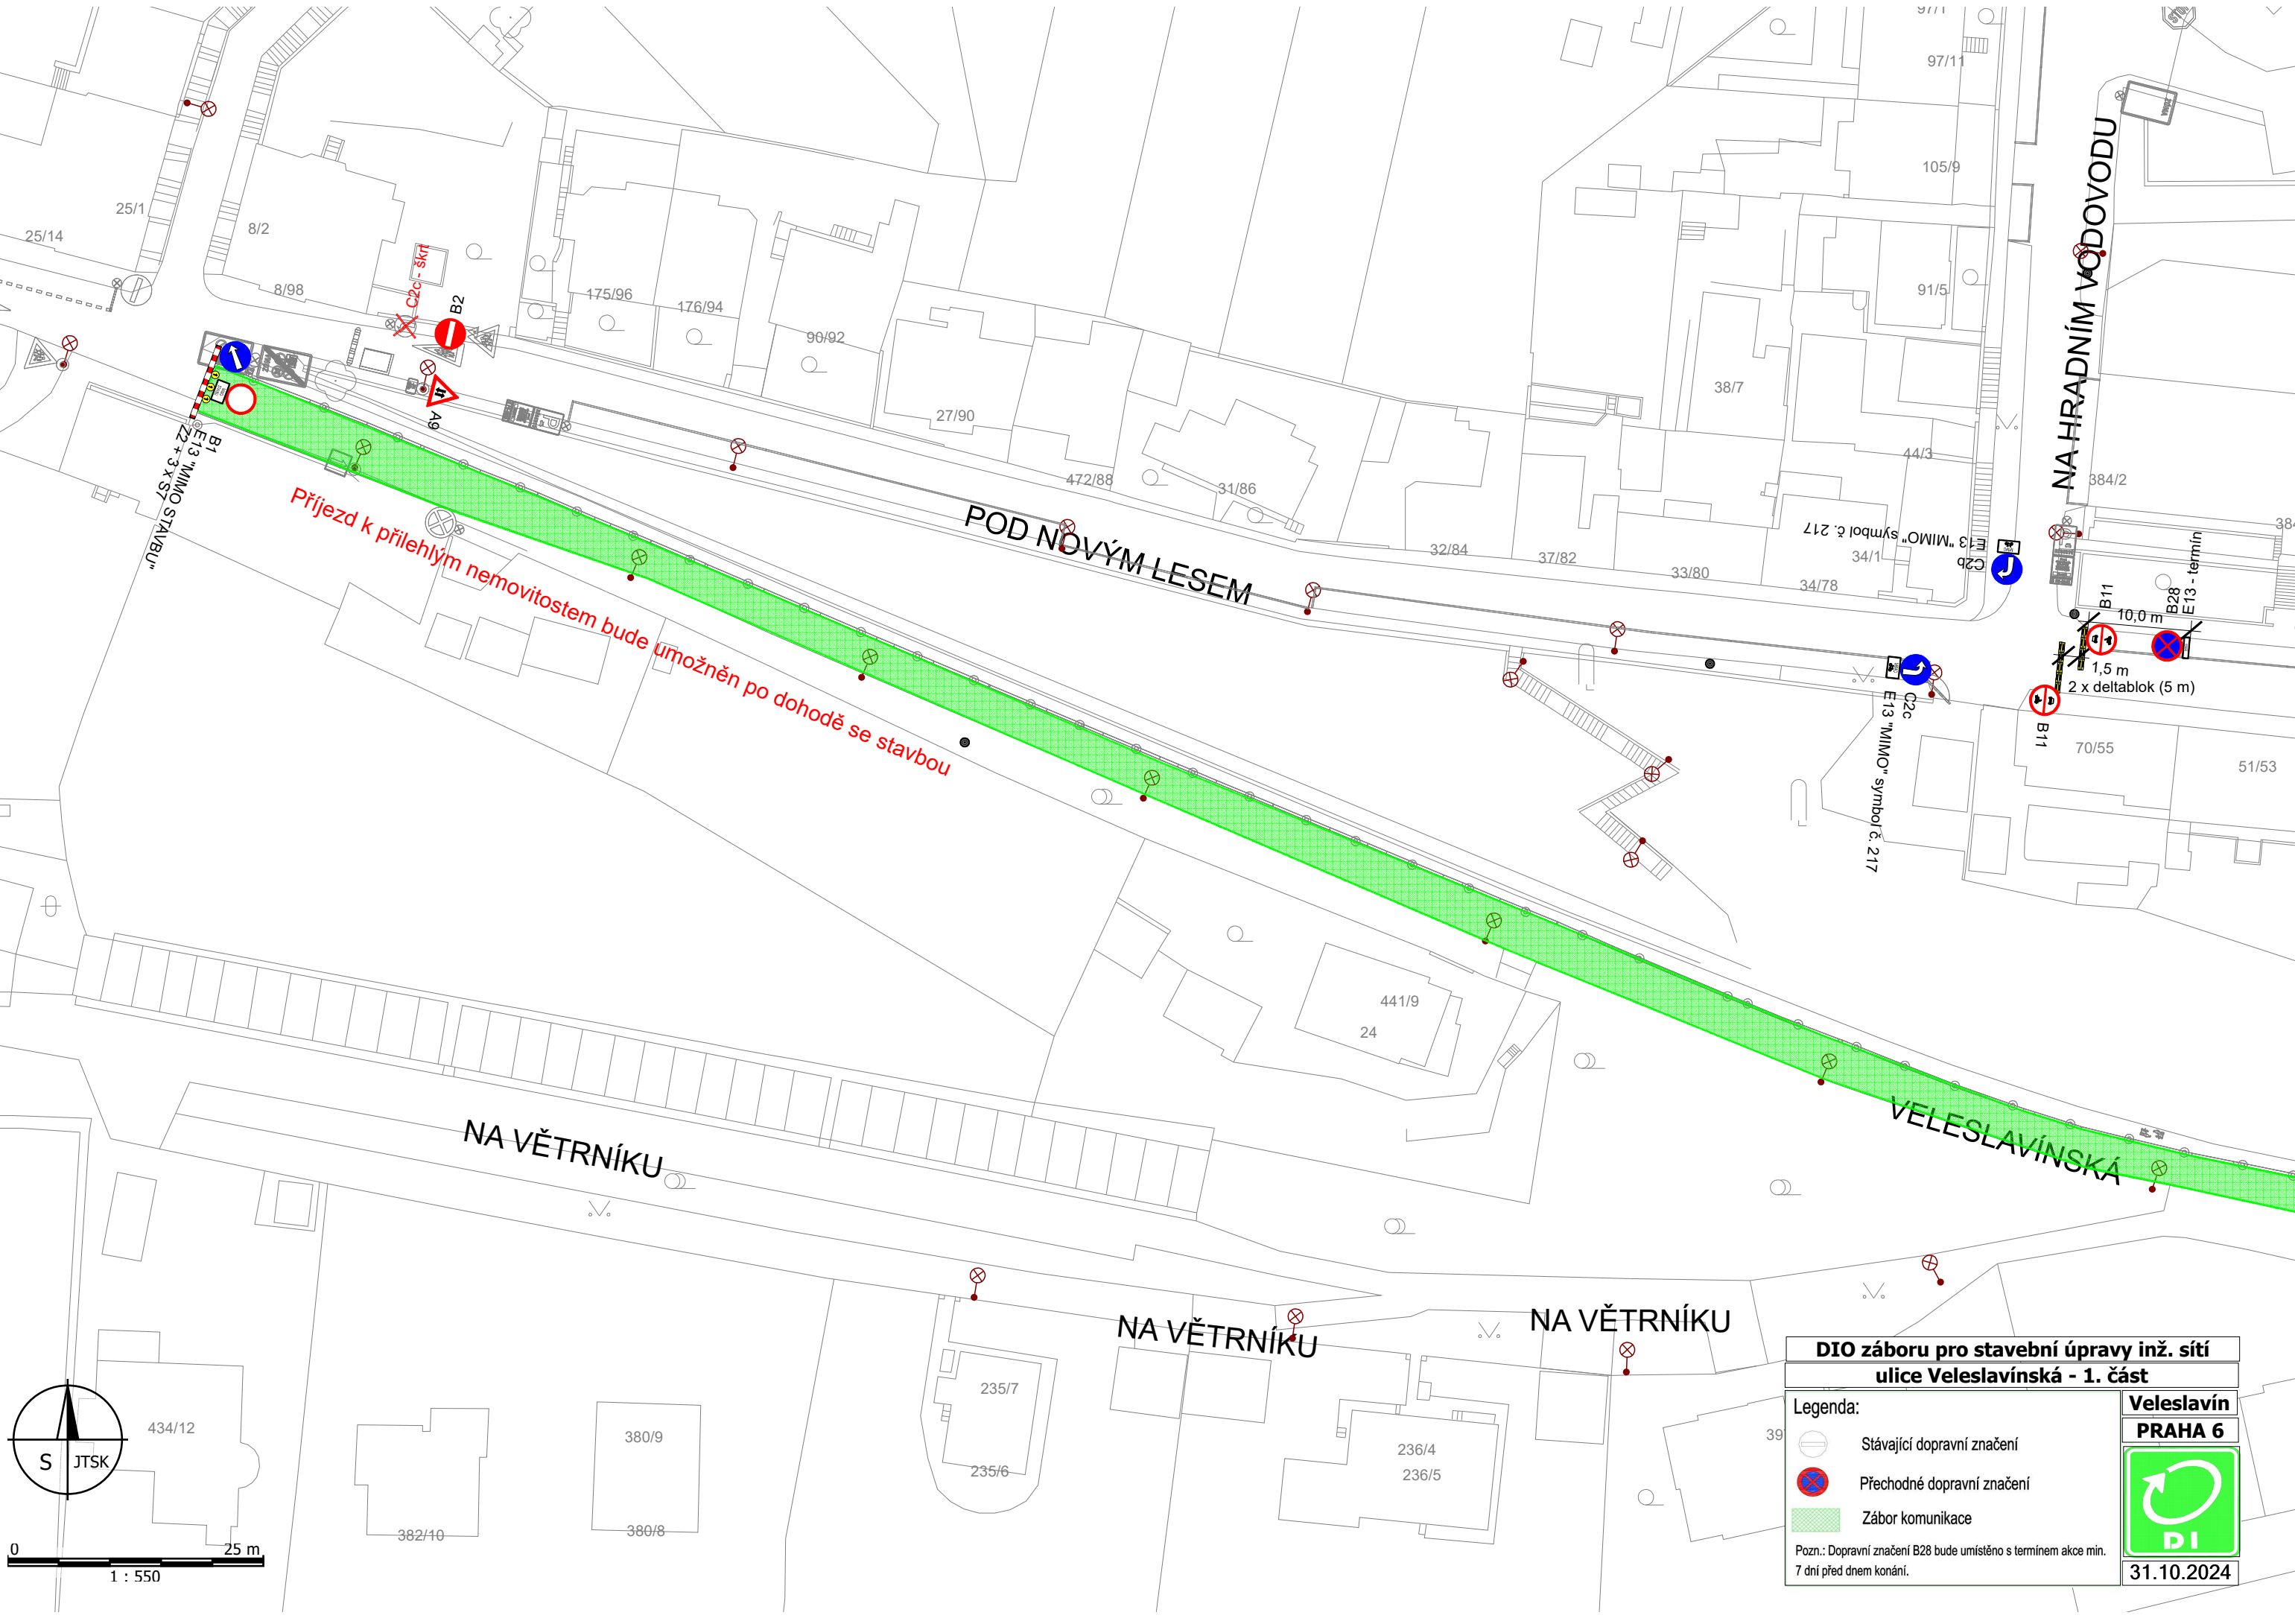 97/1
STOP
97/11
ZÓNA
105/9
NA HRADNÍM VODOVODU
25/1
25/14
8/2
8/98
C2c - škrt
B2
175/96
176/94
90/92
91/5
38/7
27/90
A9
B1
E13 "MIMO STAVBU"
Z2 + 3 x S7
472/88
31/86
44/3
384/2
384
Příjezd k přilehlým nemovitostem bude umožněn po dohodě se stavbou
POD NOVÝM LESEM
32/84
37/82
33/80
34/78
34/1
E13 "MIMO" symbol č. 217
C2b
B11
10,0 m
B28
E13 - termín
1,5 m
2 x deltablok (5 m)
B11
C2c
E13 "MIMO" symbol č. 217
70/55
51/53
441/9
24
VELESLAVÍNSKÁ
NA VĚTRNÍKU
NA VĚTRNÍKU
NA VĚTRNÍKU
434/12
382/10
380/9
380/8
235/7
235/6
236/4
236/5
39
S JTSK
0 25 m
1 : 550
DIO záboru pro stavební úpravy inž. sítí
ulice Veleslavínská - 1. část
Legenda:
Stávající dopravní značení
Přechodné dopravní značení
Zábor komunikace
Pozn.: Dopravní značení B28 bude umístěno s termínem akce min.
7 dní před dnem konání.
Veleslavín
PRAHA 6
DI
31.10.2024